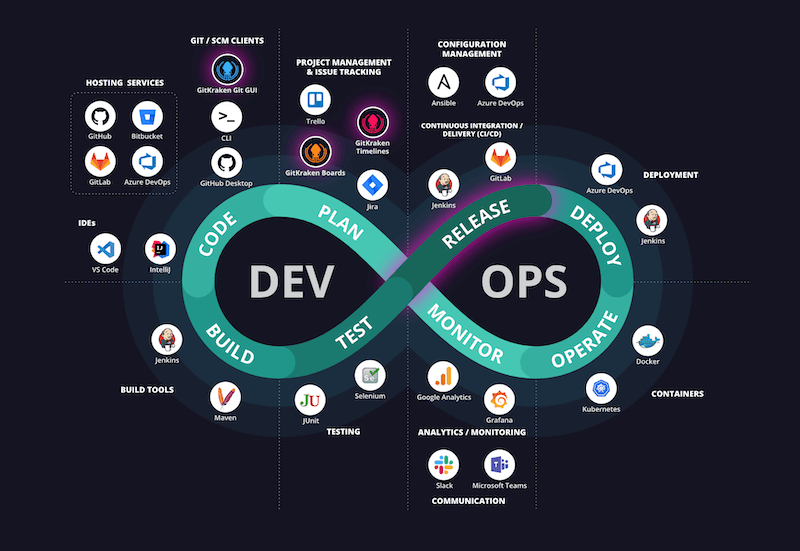 GIT / SCM CLIENTS
GitKraken Git GUI
CLI
GitHub Desktop
HOSTING SERVICES
GitHub
Bitbucket
GitLab
Azure DevOps
IDEs
VS Code
IntelliJ
PROJECT MANAGEMENT
& ISSUE TRACKING
Trello
GitKraken
Timelines
GitKraken Boards
Jira
CONFIGURATION
MANAGEMENT
Ansible
Azure DevOps
CONTINUOUS INTEGRATION /
DELIVERY (CI/CD)
GitLab
Jenkins
DEPLOYMENT
Azure DevOps
Jenkins
CODE
PLAN
RELEASE
DEPLOY
DEV
OPS
BUILD
TEST
MONITOR
OPERATE
Jenkins
BUILD TOOLS
Maven
JU
JUnit
Se
Selenium
TESTING
Google Analytics
Grafana
ANALYTICS / MONITORING
Slack
Microsoft Teams
COMMUNICATION
Docker
Kubernetes
CONTAINERS